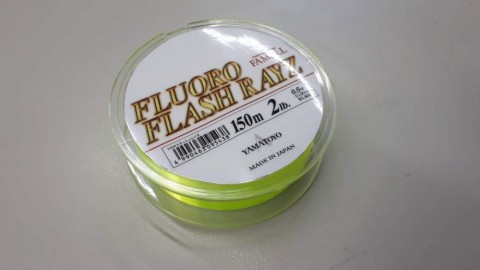 FAMELL
FLUORO
FLASH RAYZ
150m 2lb.
YAMATOYO
MADE IN JAPAN